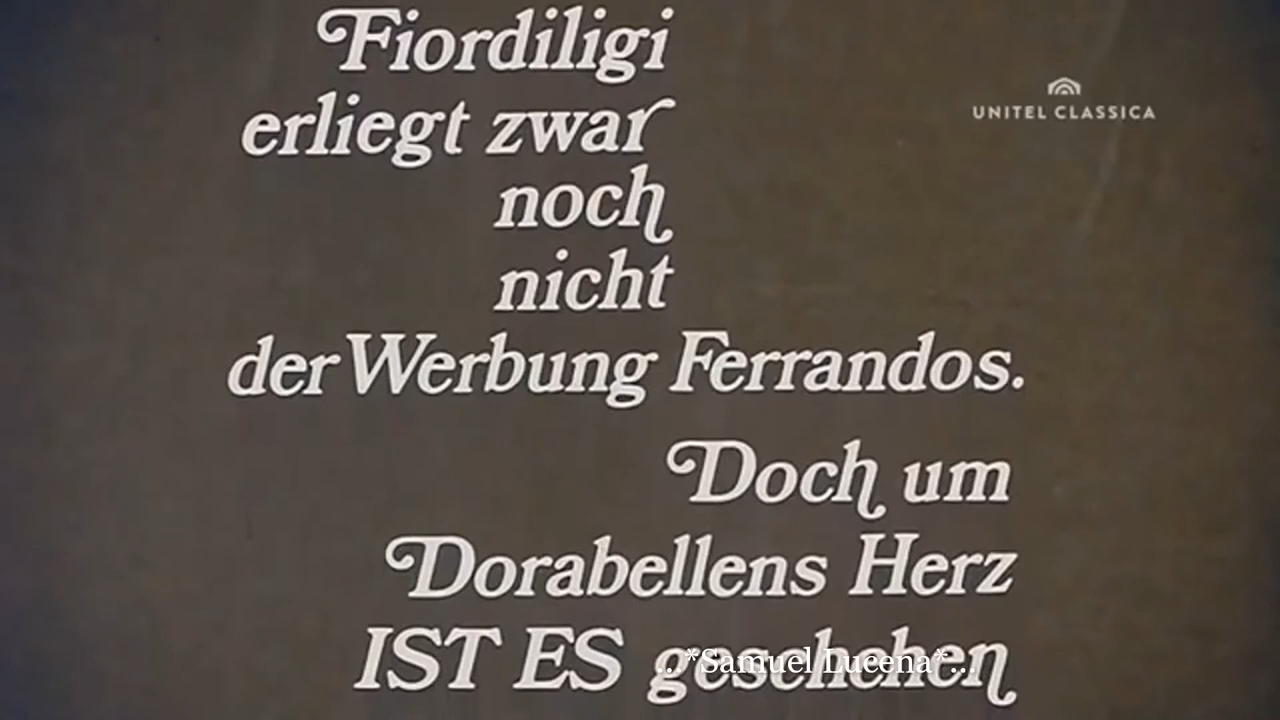 Fiordiligi
erliegt zwar
noch
nicht
der Werbung Ferrandos.
Doch um
Dorabellens Herz
IST ES geschehen
UNITEL CLASSICA
...*Samuel Lucena*...